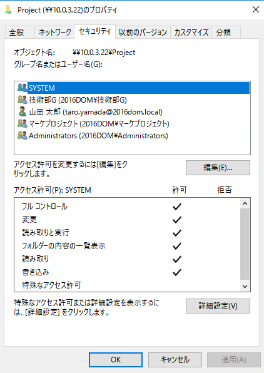 Project (¥¥10.0.3.22)のプロパティ
全般 ネットワーク セキュリティ 以前のバージョン カスタマイズ 分類
オブジェクト名: ¥¥10.0.3.22¥Project
グループ名またはユーザー名(G):
SYSTEM
技術部G (2016DOM¥技術部G)
山田 太郎 (taro.yamada@2016dom.local)
マーケプロジェクト (2016DOM¥マーケプロジェクト)
Administrators (2016DOM¥Administrators)
アクセス許可を変更するには[編集]をク
リックします。
編集(E)...
アクセス許可(P): SYSTEM 許可 拒否
フル コントロール
変更
読み取りと実行
フォルダーの内容の一覧表示
読み取り
書き込み
特殊なアクセス許可
特殊なアクセス許可または詳細設定を表示するに
は、[詳細設定] をクリックします。
詳細設定(V)
OK キャンセル 適用(A)